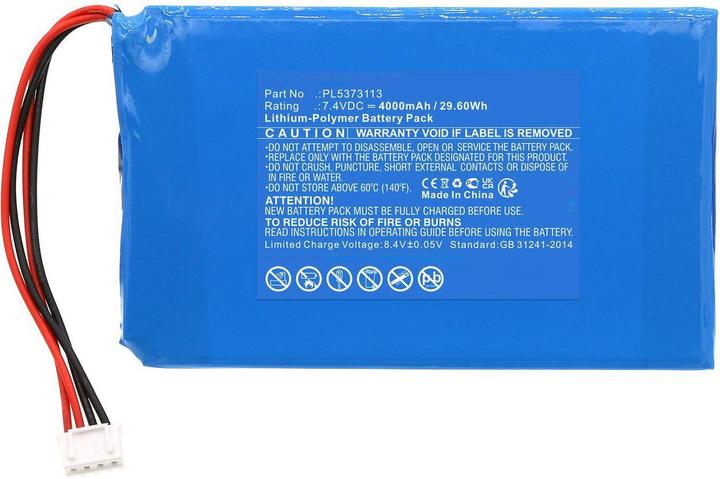 Part No .:PL5373113
Rating .:7.4VDC ⎓ 4000mAh / 29.60Wh
Lithium-Polymer Battery Pack
CAUTION! WARRANTY VOID IF LABEL IS REMOVED
•DO NOT ATTEMPT TO DISASSEMBLE, OPEN OR SERVICE THE BATTERY PACK.
•REPLACE ONLY WITH THE BATTERY PACK DESIGNATED FOR THIS PRODUCT.
•DO NOT CRUSH, PUNCTURE, SHORT EXTERNAL CONTACTS OR DISPOSE OF
IN FIRE OR WATER.
•DO NOT STORE ABOVE 60°C (140°F).
CE UK CA
Made In China
ATTENTION!
NEW BATTERY PACK MUST BE FULLY CHARGED BEFORE USE.
TO REDUCE RISK OF FIRE OR BURNS
READ INSTRUCTIONS IN OPERATING GUIDE BEFORE USING THE BATTERY.
Limited Charge Voltage:8.4V±0.05V Standard:GB 31241-2014
pb